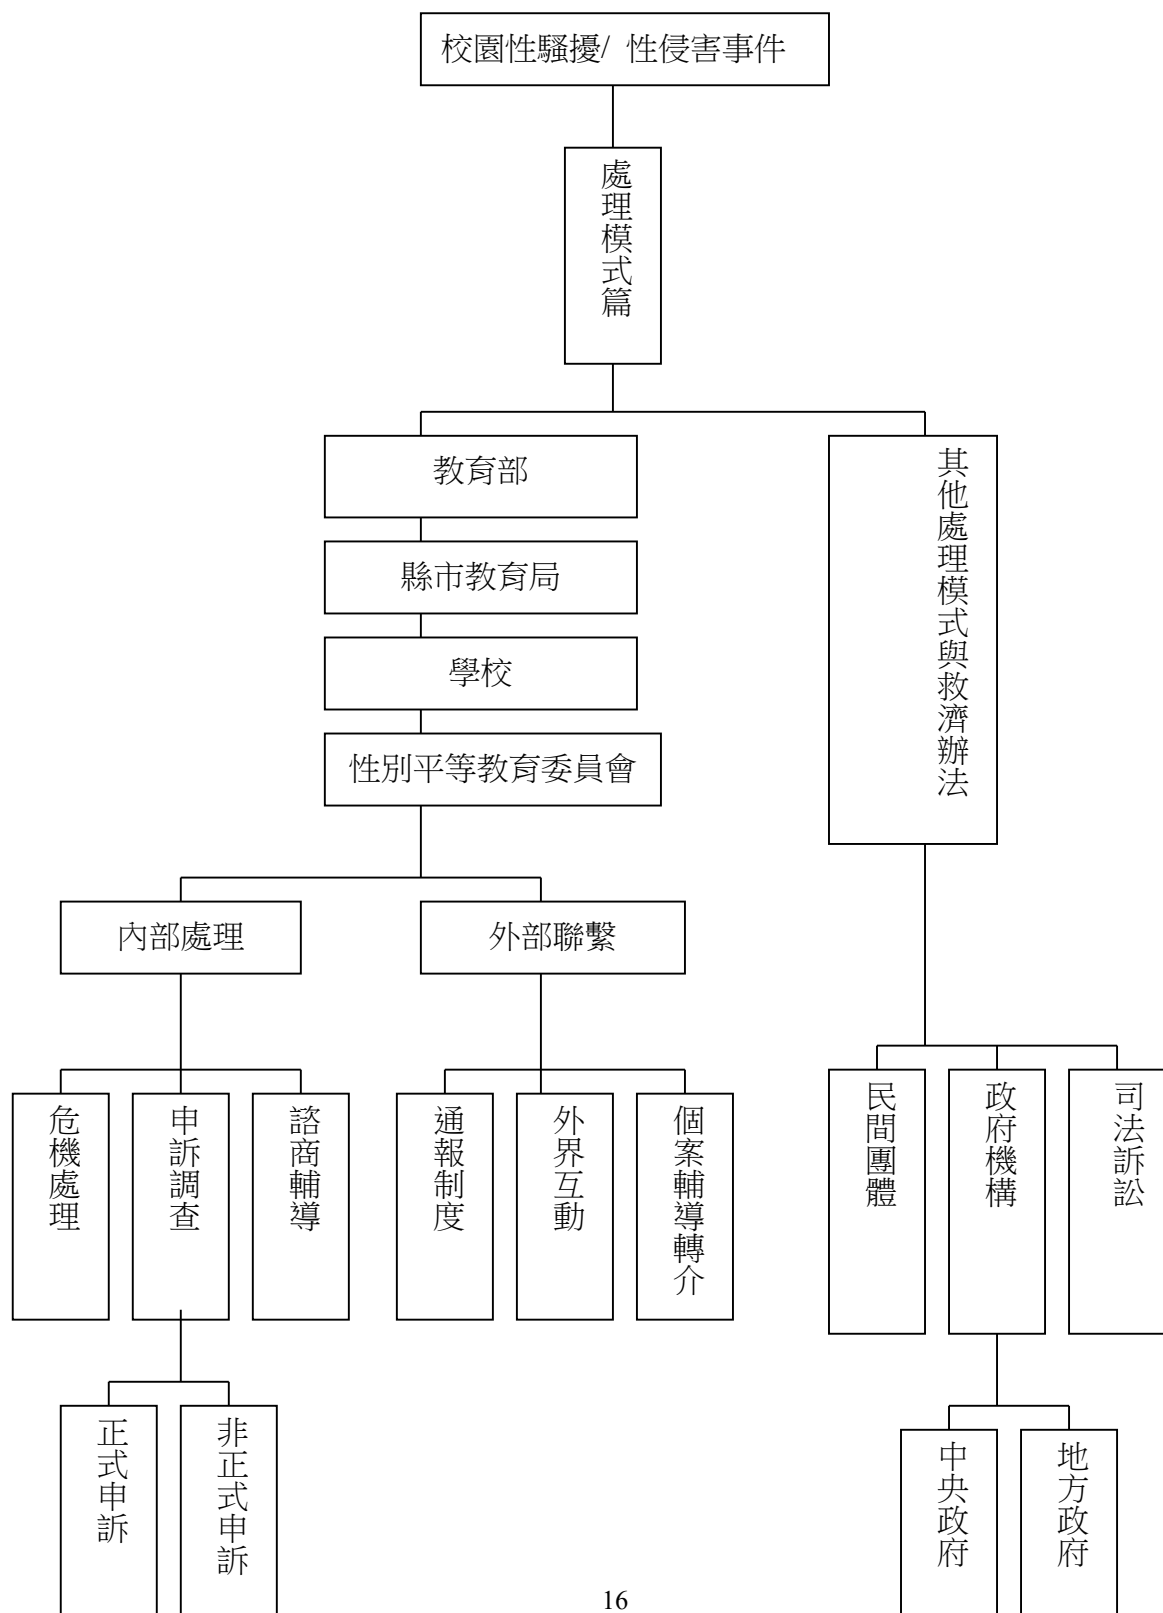 校園性騷擾/ 性侵害事件
處理模式篇
教育部
其他處理模式與救濟辦法
縣市教育局
學校
性別平等教育委員會
內部處理
外部聯繫
危機處理
申訴調查
諮商輔導
通報制度
外界互動
個案輔導轉介
民間團體
政府機構
司法訴訟
正式申訴
非正式申訴
中央政府
地方政府
16